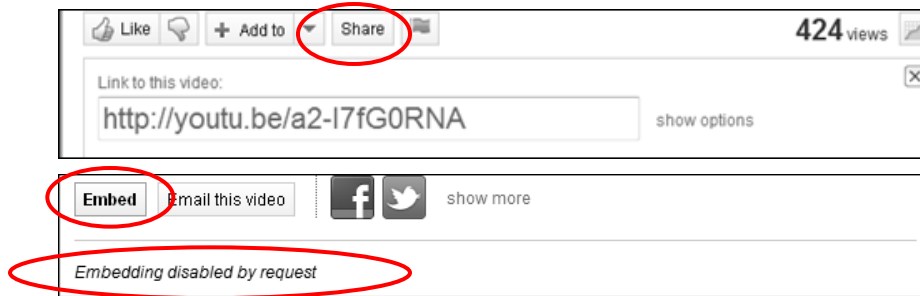 Like + Add to Share 424 views
Link to this video:
http://youtu.be/a2-I7fG0RNA show options
Embed Email this video f show more
Embedding disabled by request